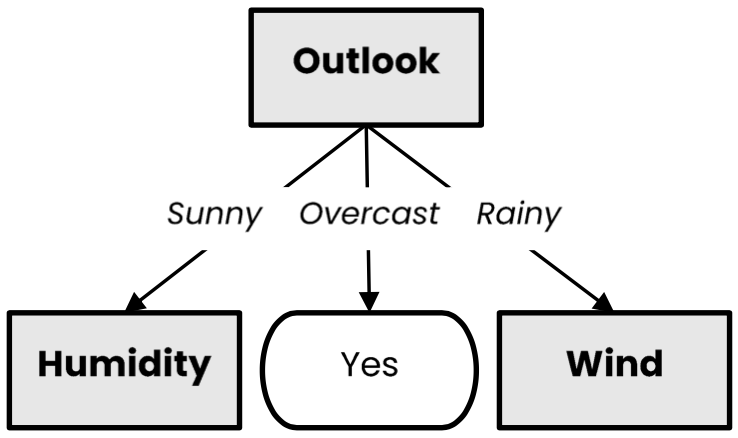 Outlook
Sunny Overcast Rainy
Humidity Yes Wind